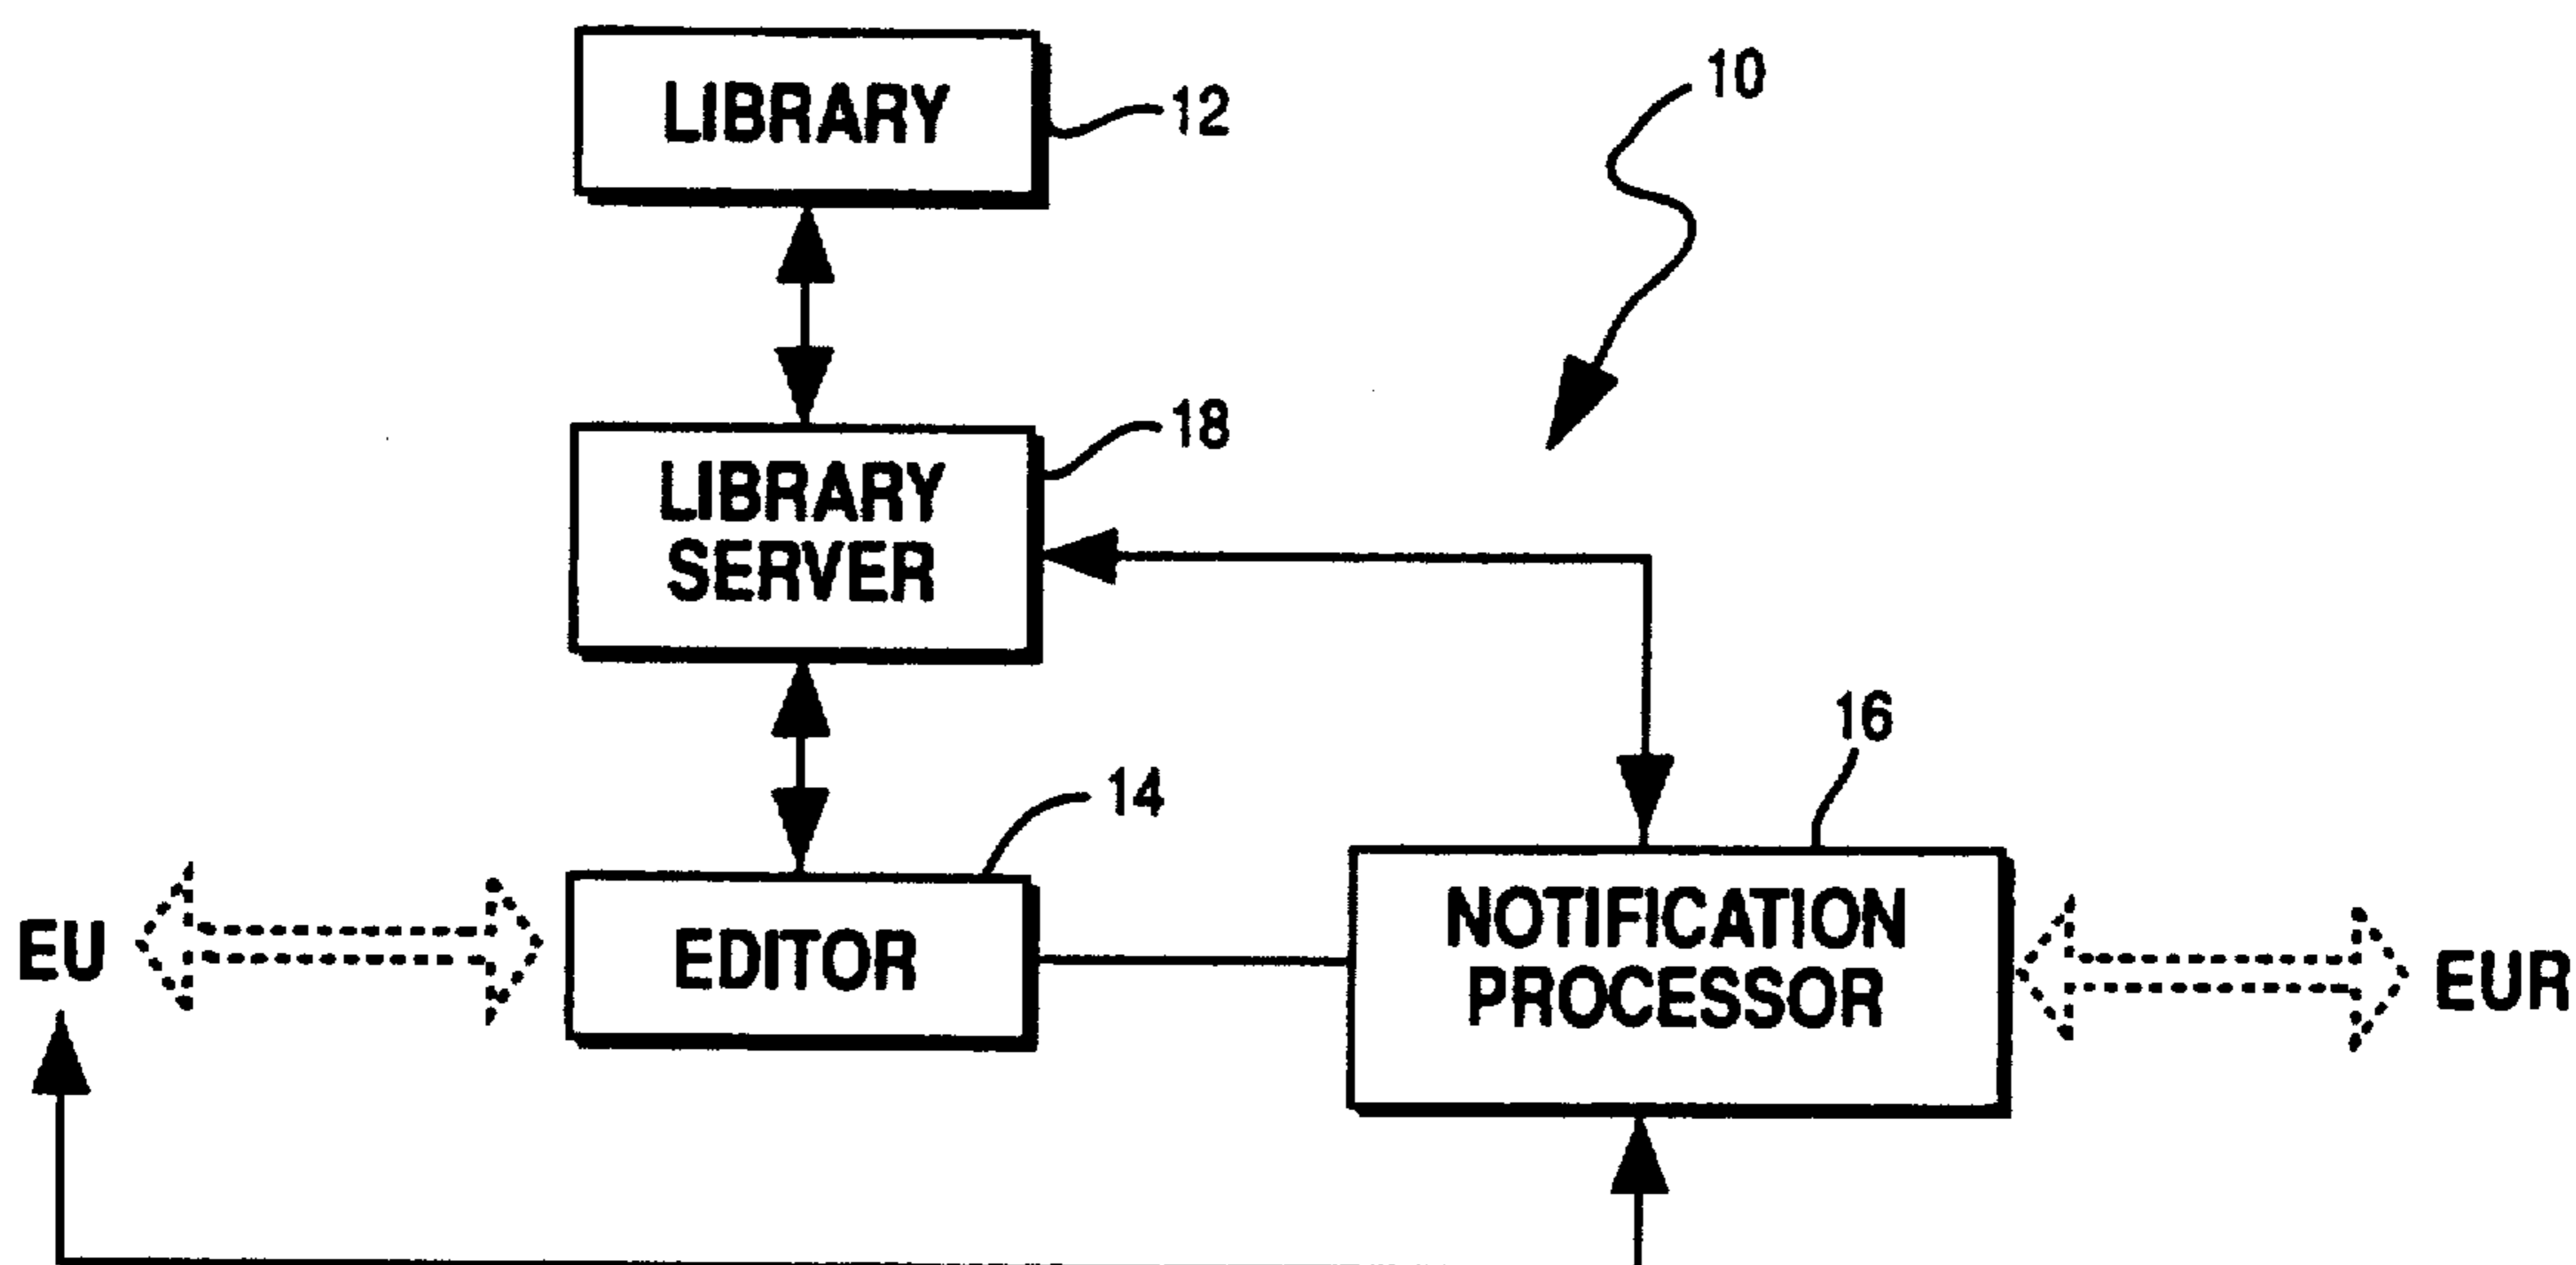 LIBRARY
12
10
LIBRARY
SERVER
18
16
14
EU
EDITOR
NOTIFICATION
PROCESSOR
EUR